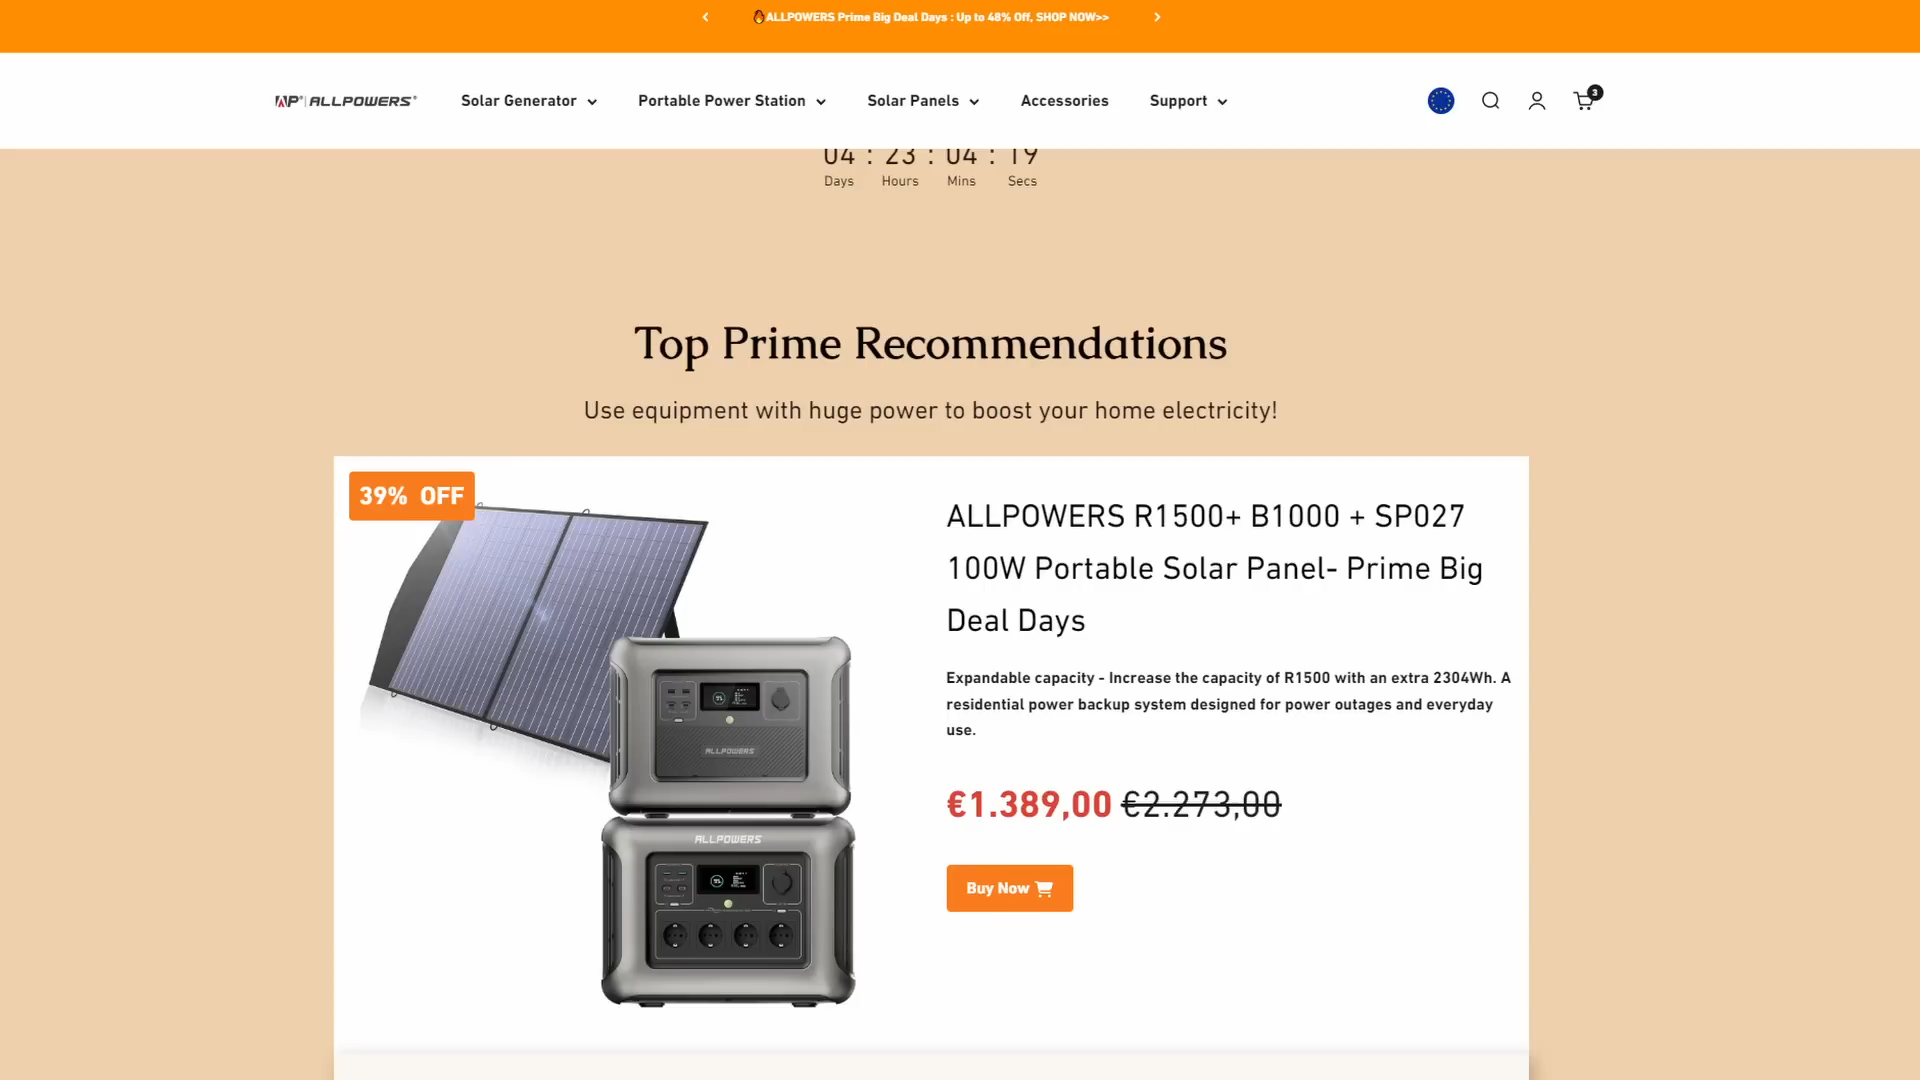 🔥ALLPOWERS Prime Big Deal Days : Up to 48% Off, SHOP NOW>>
AP® ALLPOWERS®
Solar Generator
Portable Power Station
Solar Panels
Accessories
Support
3
04 : 23 : 04 : 19
Days Hours Mins Secs
Top Prime Recommendations
Use equipment with huge power to boost your home electricity!
39% OFF
ALLPOWERS
ALLPOWERS
ALLPOWERS R1500+ B1000 + SP027
100W Portable Solar Panel- Prime Big
Deal Days
Expandable capacity - Increase the capacity of R1500 with an extra 2304Wh. A
residential power backup system designed for power outages and everyday
use.
€1.389,00 €2.273,00
Buy Now